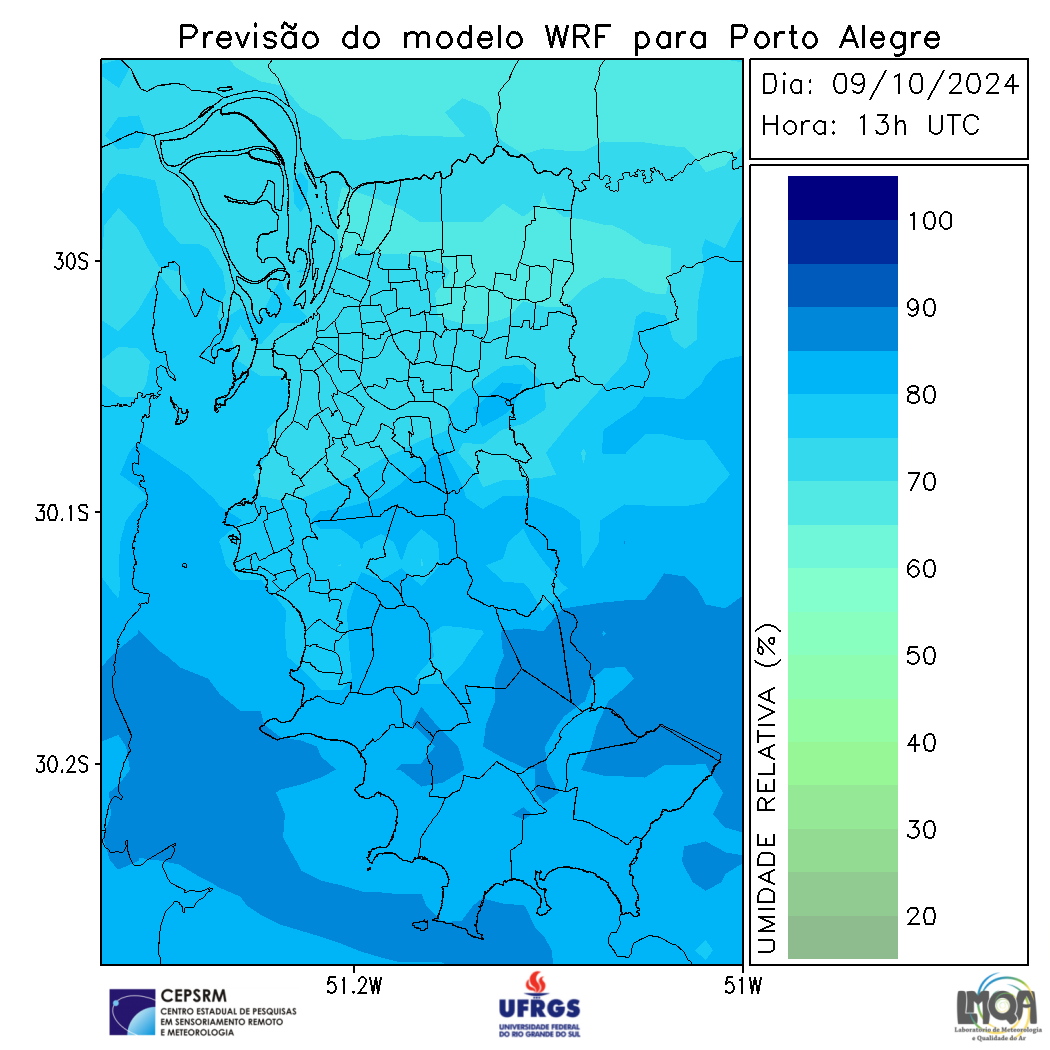 Previsão do modelo WRF para Porto Alegre
Dia: 09/10/2024
Hora: 13h UTC
100
90
80
70
60
50
40
30
20
UMIDADE RELATIVA (%)
30S
30.1S
30.2S
51.2W
51W
CEPSRM
CENTRO ESTADUAL DE PESQUISAS
EM SENSORIAMENTO REMOTO
E METEOROLOGIA
UFRGS
UNIVERSIDADE FEDERAL
DO RIO GRANDE DO SUL
LMQA
Laboratório de Meteorologia
e Qualidade do Ar